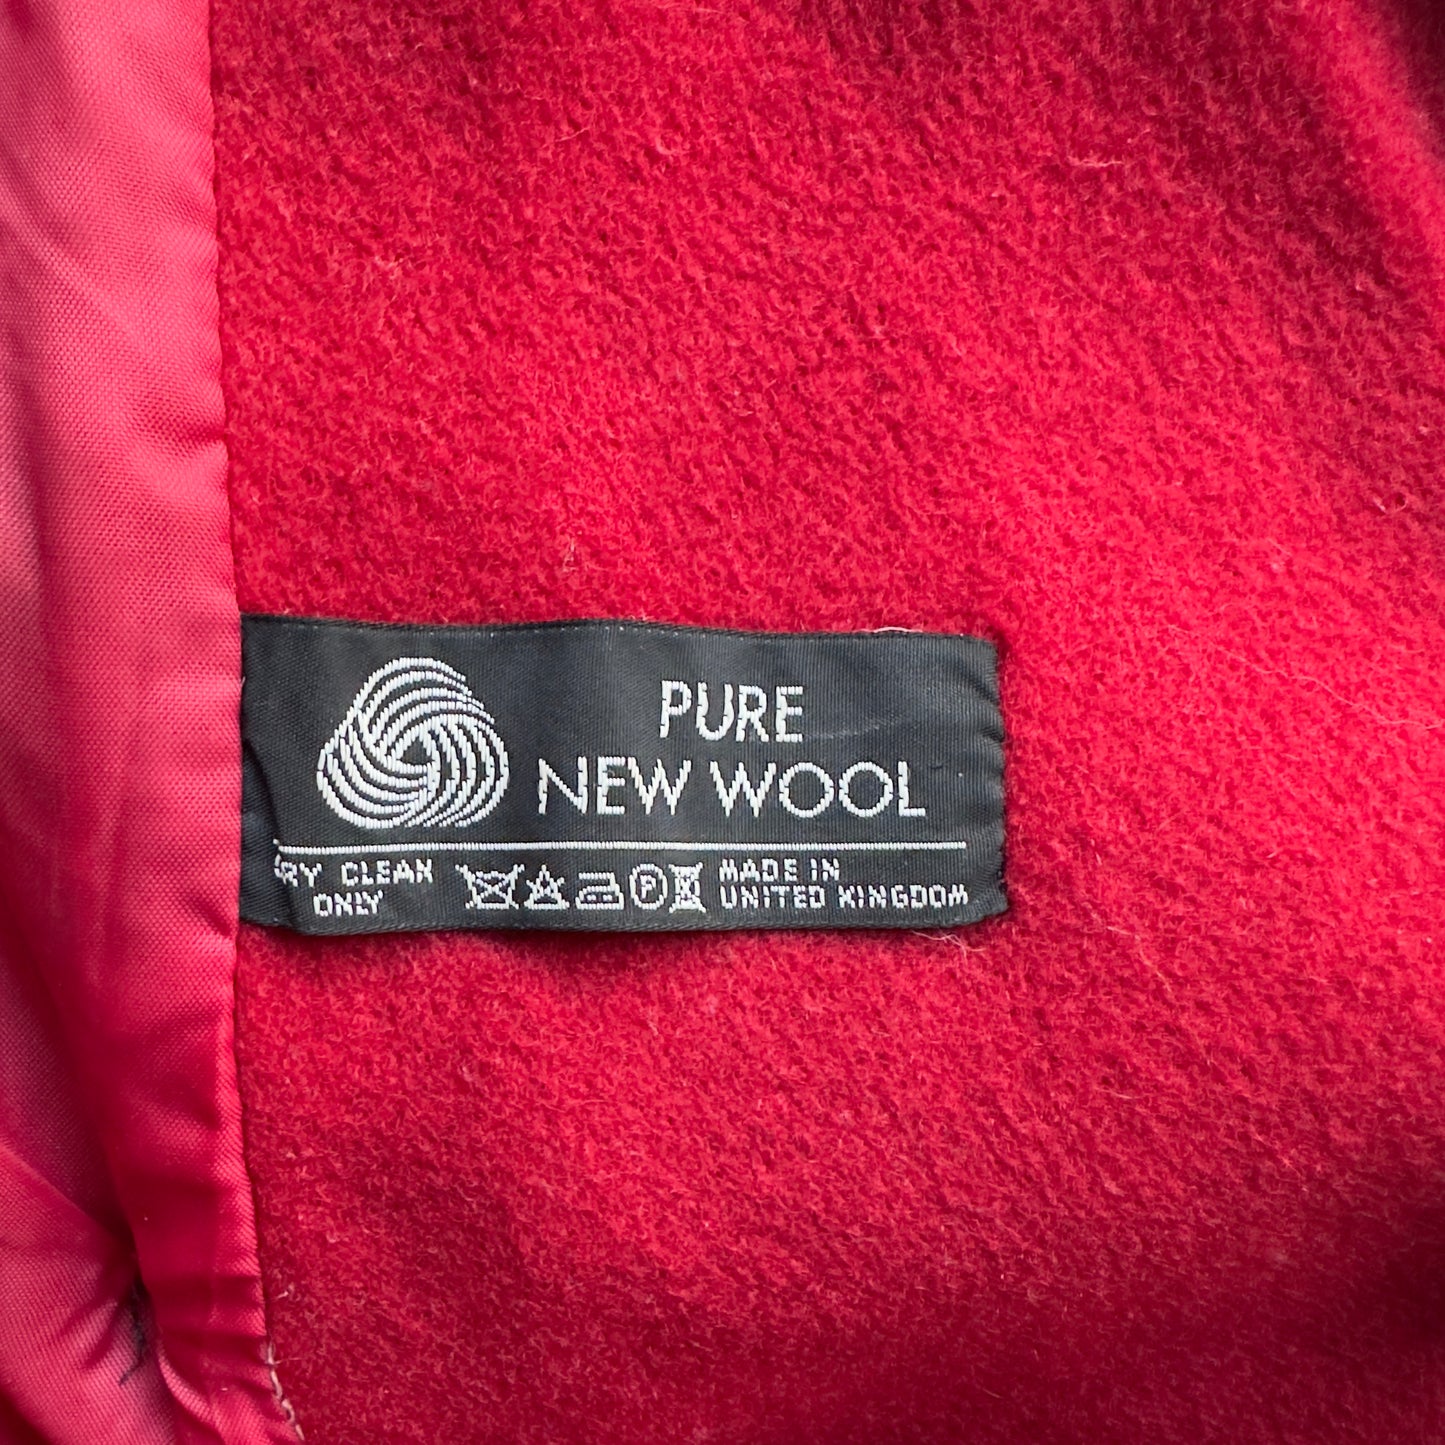 PURE
NEW WOOL
RY CLEAN
ONLY
P
MADE IN
UNITED KINGDOM